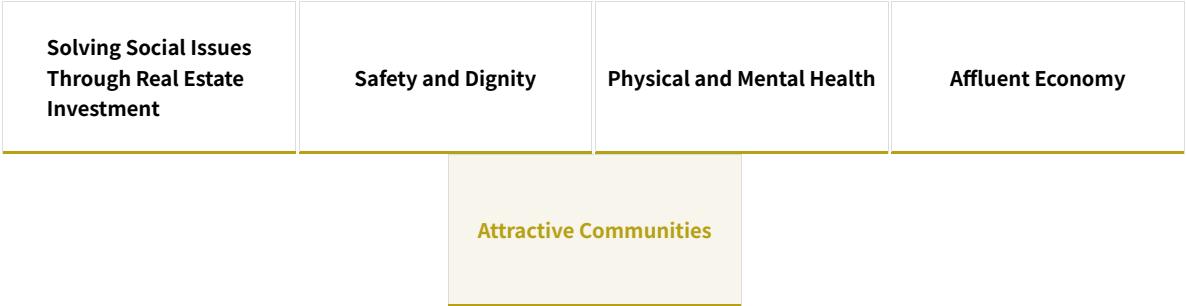 Solving Social Issues
Through Real Estate
Investment
Safety and Dignity
Physical and Mental Health
Affluent Economy
Attractive Communities